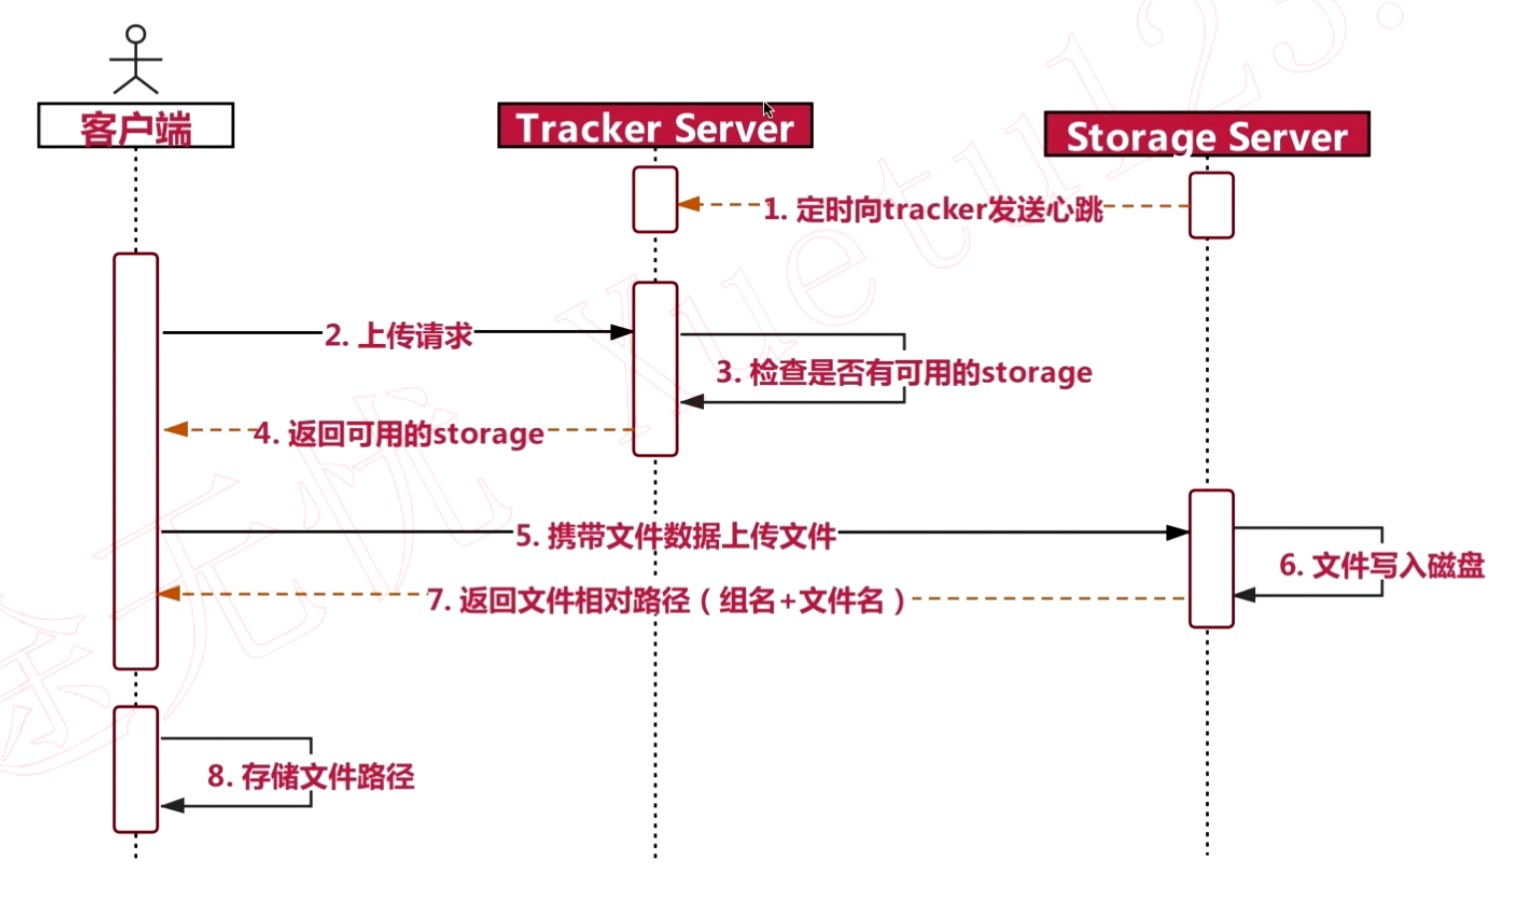 客户端
Tracker Server
Storage Server
1. 定时向tracker发送心跳
2. 上传请求
3. 检查是否有可用的storage
4. 返回可用的storage
5. 携带文件数据上传文件
6. 文件写入磁盘
7. 返回文件相对路径（组名+文件名）
8. 存储文件路径